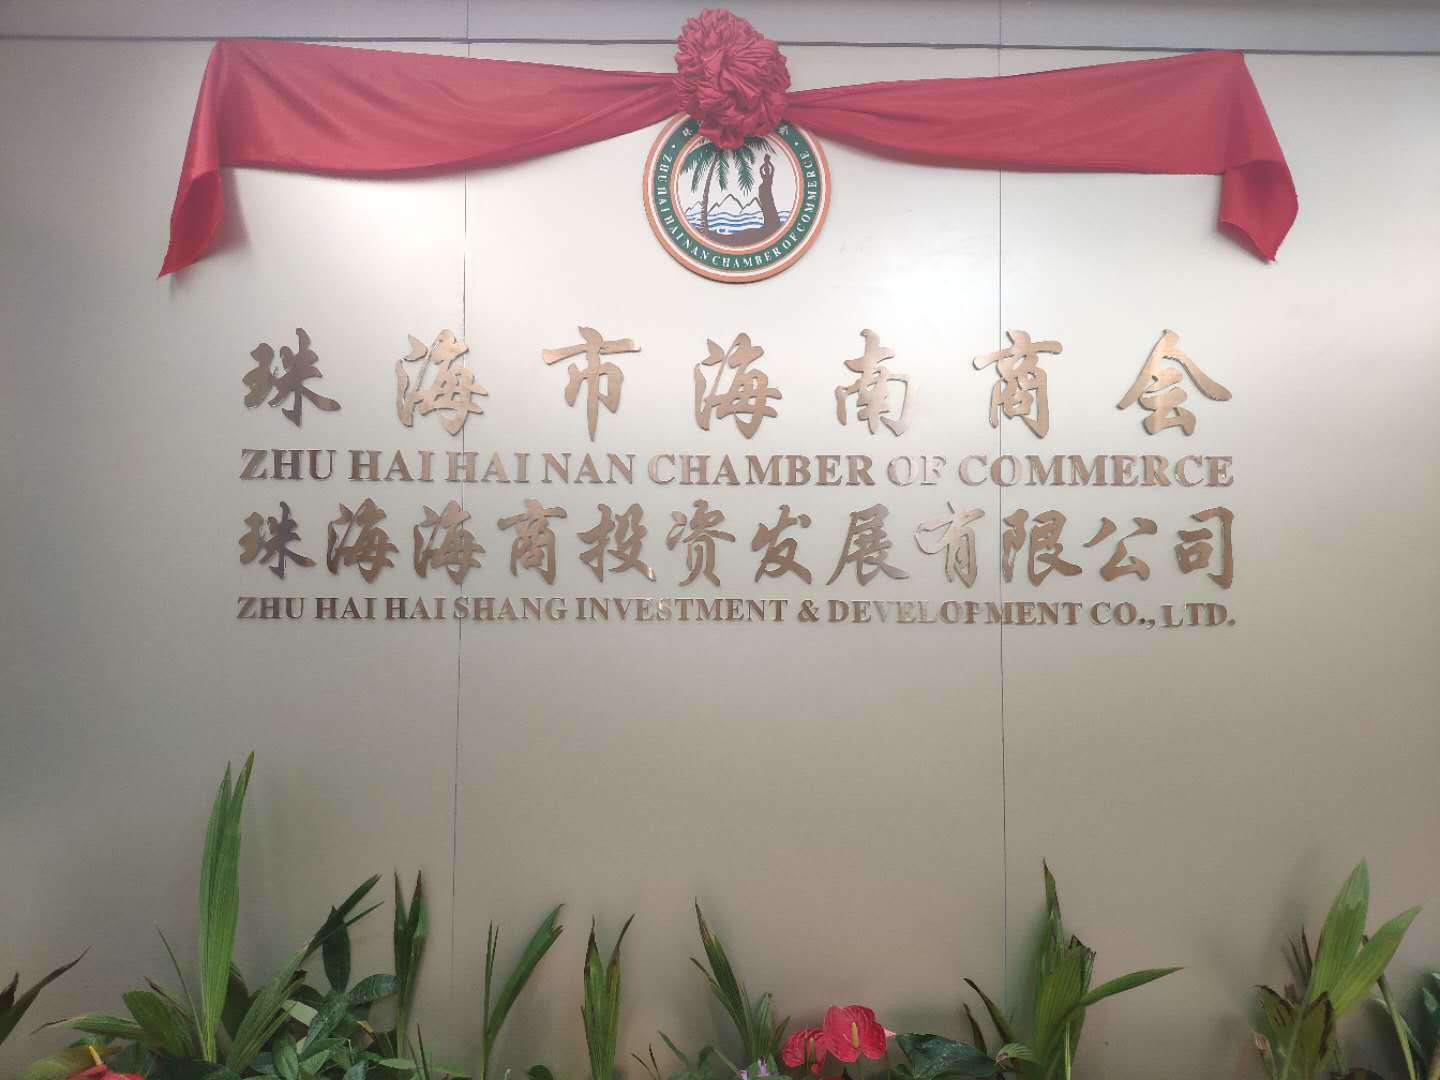 ZHU HAI HAI NAN CHAMBER OF COMMERCE
珠海市海南商会
ZHU HAI HAI NAN CHAMBER OF COMMERCE
珠海海商投资发展有限公司
ZHU HAI HAI SHANG INVESTMENT & DEVELOPMENT CO., LTD.